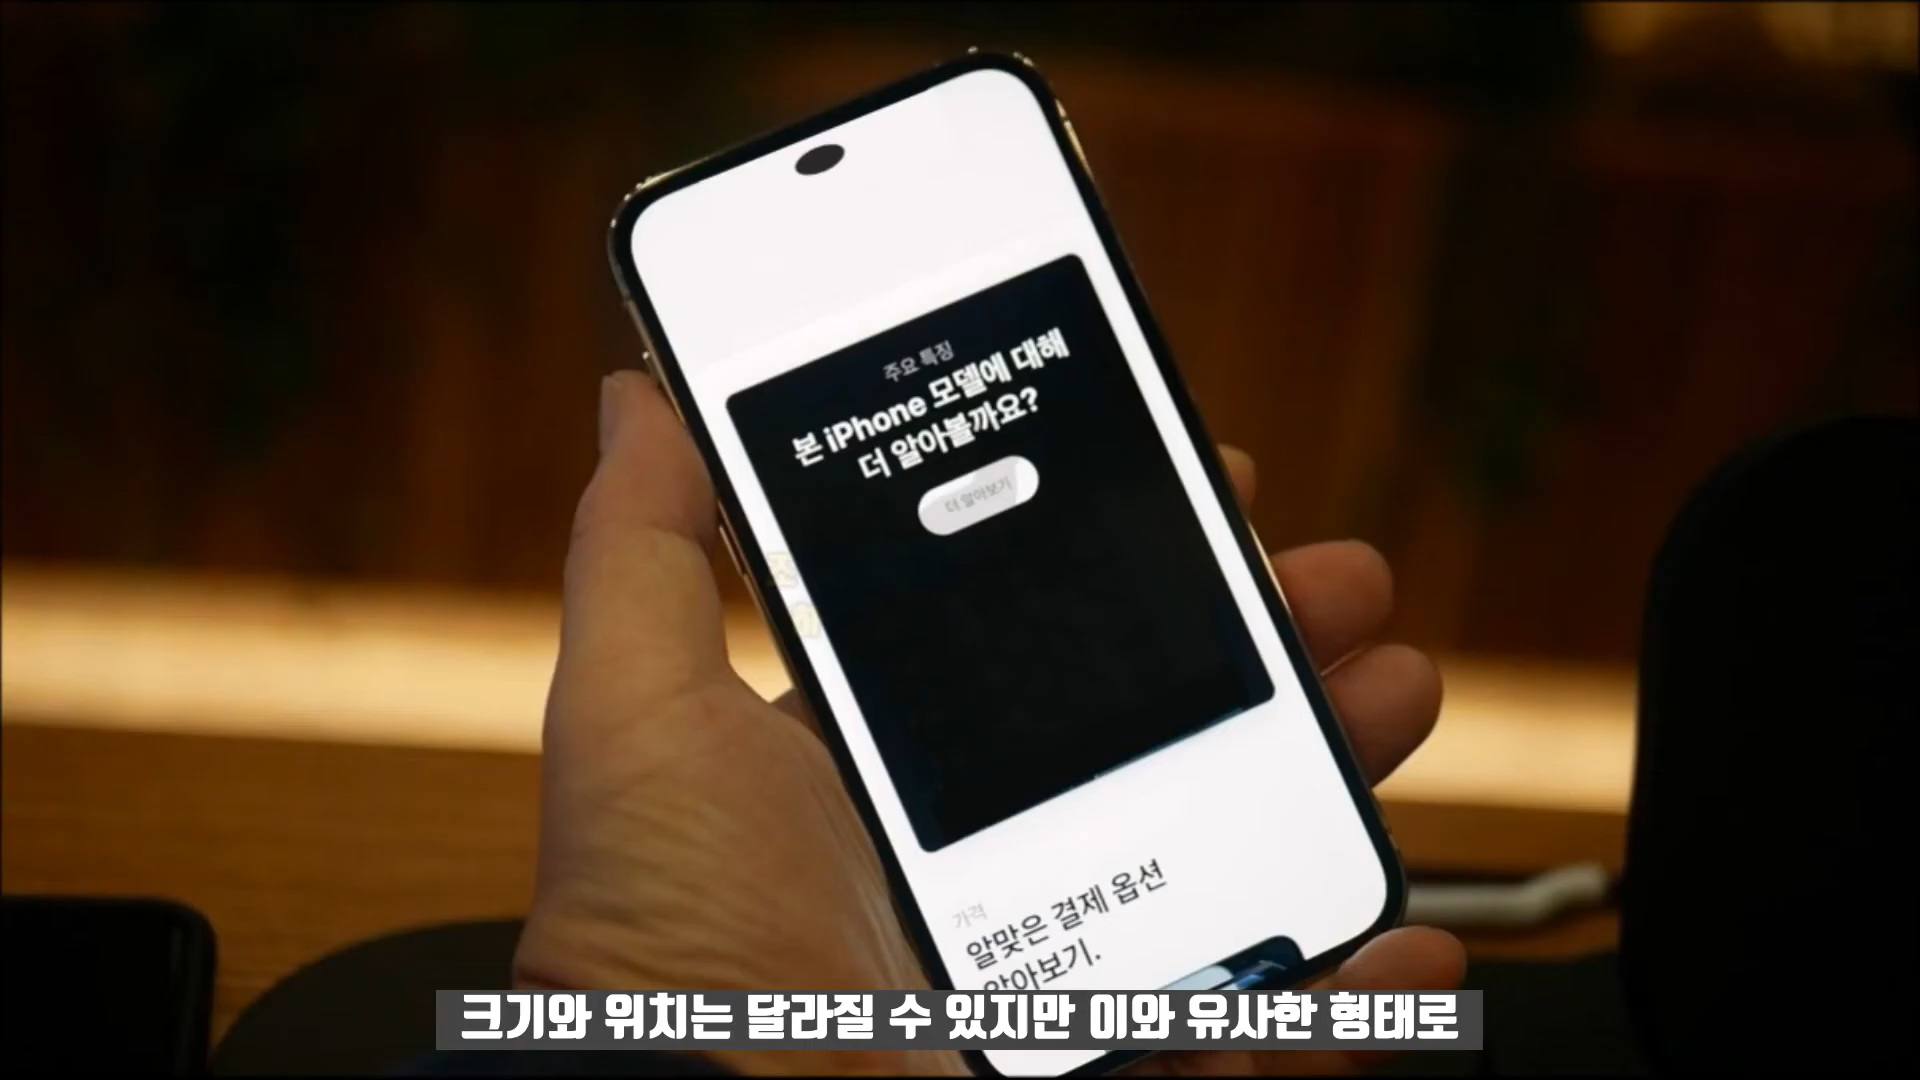 주요 특징
본 iPhone 모델에 대해
더 알아볼까요?
더 알아보기
가격
알맞은 결제 옵션
알아보기.
크기와 위치는 달라질 수 있지만 이와 유사한 형태로